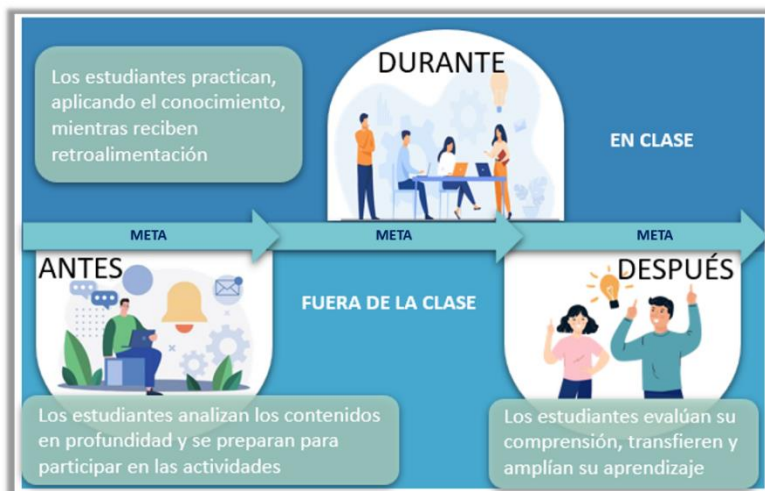 Los estudiantes practican,
aplicando el conocimiento,
mientras reciben
retroalimentación
DURANTE
EN CLASE
META
META
META
ANTES
FUERA DE LA CLASE
DESPUÉS
Los estudiantes analizan los contenidos
en profundidad y se preparan para
participar en las actividades
Los estudiantes evalúan su
comprensión, transfieren y
amplían su aprendizaje